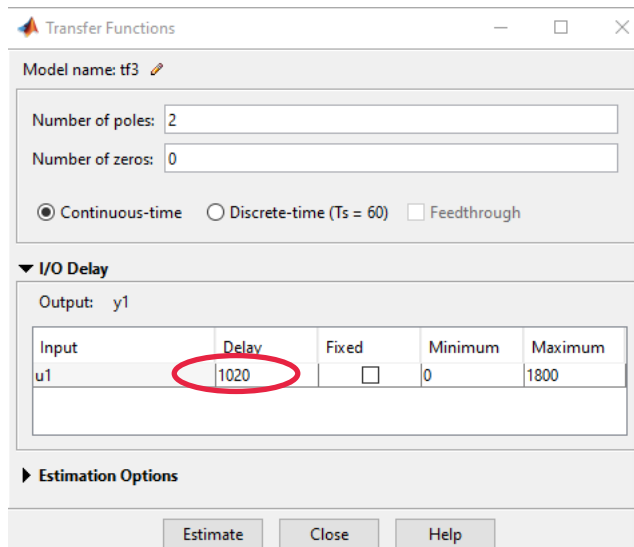 Transfer Functions
Model name: tf3
Number of poles: 2
Number of zeros: 0
Continuous-time Discrete-time (Ts = 60) Feedthrough
I/O Delay
Output: y1
Input Delay Fixed Minimum Maximum
u1 1020 0 1800
Estimation Options
Estimate Close Help